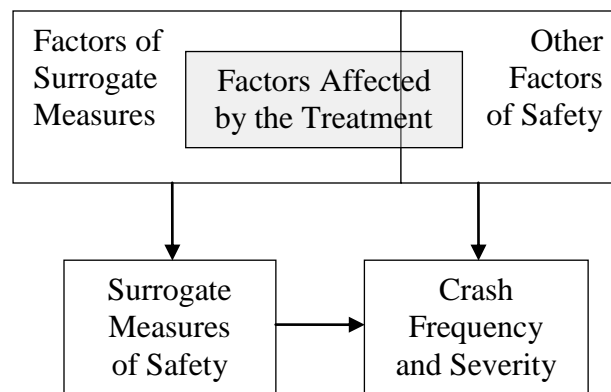 Factors of
Surrogate
Measures
Factors Affected
by the Treatment
Other
Factors
of Safety
Surrogate
Measures
of Safety
Crash
Frequency
and Severity